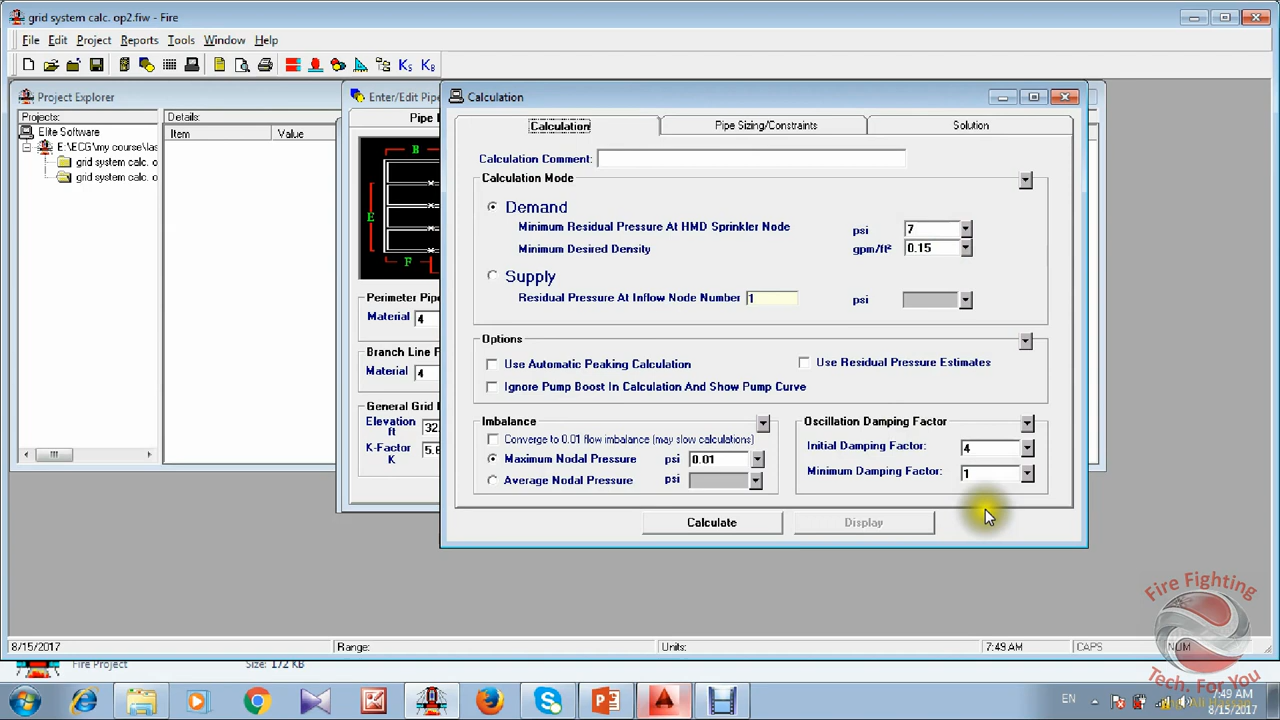 grid system calc. op2.fiw - Fire
File Edit Project Reports Tools Window Help
Ks KB
Project Explorer
Projects:
Details:
Elite Software
Item Value
E:\ECG\my course\las
grid system calc. o
grid system calc. o
Enter/Edit Pipe
Pipe
B
E
F
Perimeter Pipe
Material 4
Branch Line F
Material 4
General Grid
Elevation 32
ft
K-Factor 5.6
K
Calculation
Calculation Pipe Sizing/Constraints Solution
Calculation Comment:
Calculation Mode
Demand
Minimum Residual Pressure At HMD Sprinkler Node psi 7
Minimum Desired Density gpm/ft² 0.15
Supply
Residual Pressure At Inflow Node Number 1 psi
Options
Use Automatic Peaking Calculation Use Residual Pressure Estimates
Ignore Pump Boost In Calculation And Show Pump Curve
Imbalance
Converge to 0.01 flow imbalance (may slow calculations)
Maximum Nodal Pressure psi 0.01
Average Nodal Pressure psi
Oscillation Damping Factor
Initial Damping Factor: 4
Minimum Damping Factor: 1
Calculate Display
8/15/2017 Range: Units: 7:49 AM CAPS NUM
Fire Project Size: 172 KB
Fire Fighting
Tech. For You
EN
7:49 AM
8/15/2017